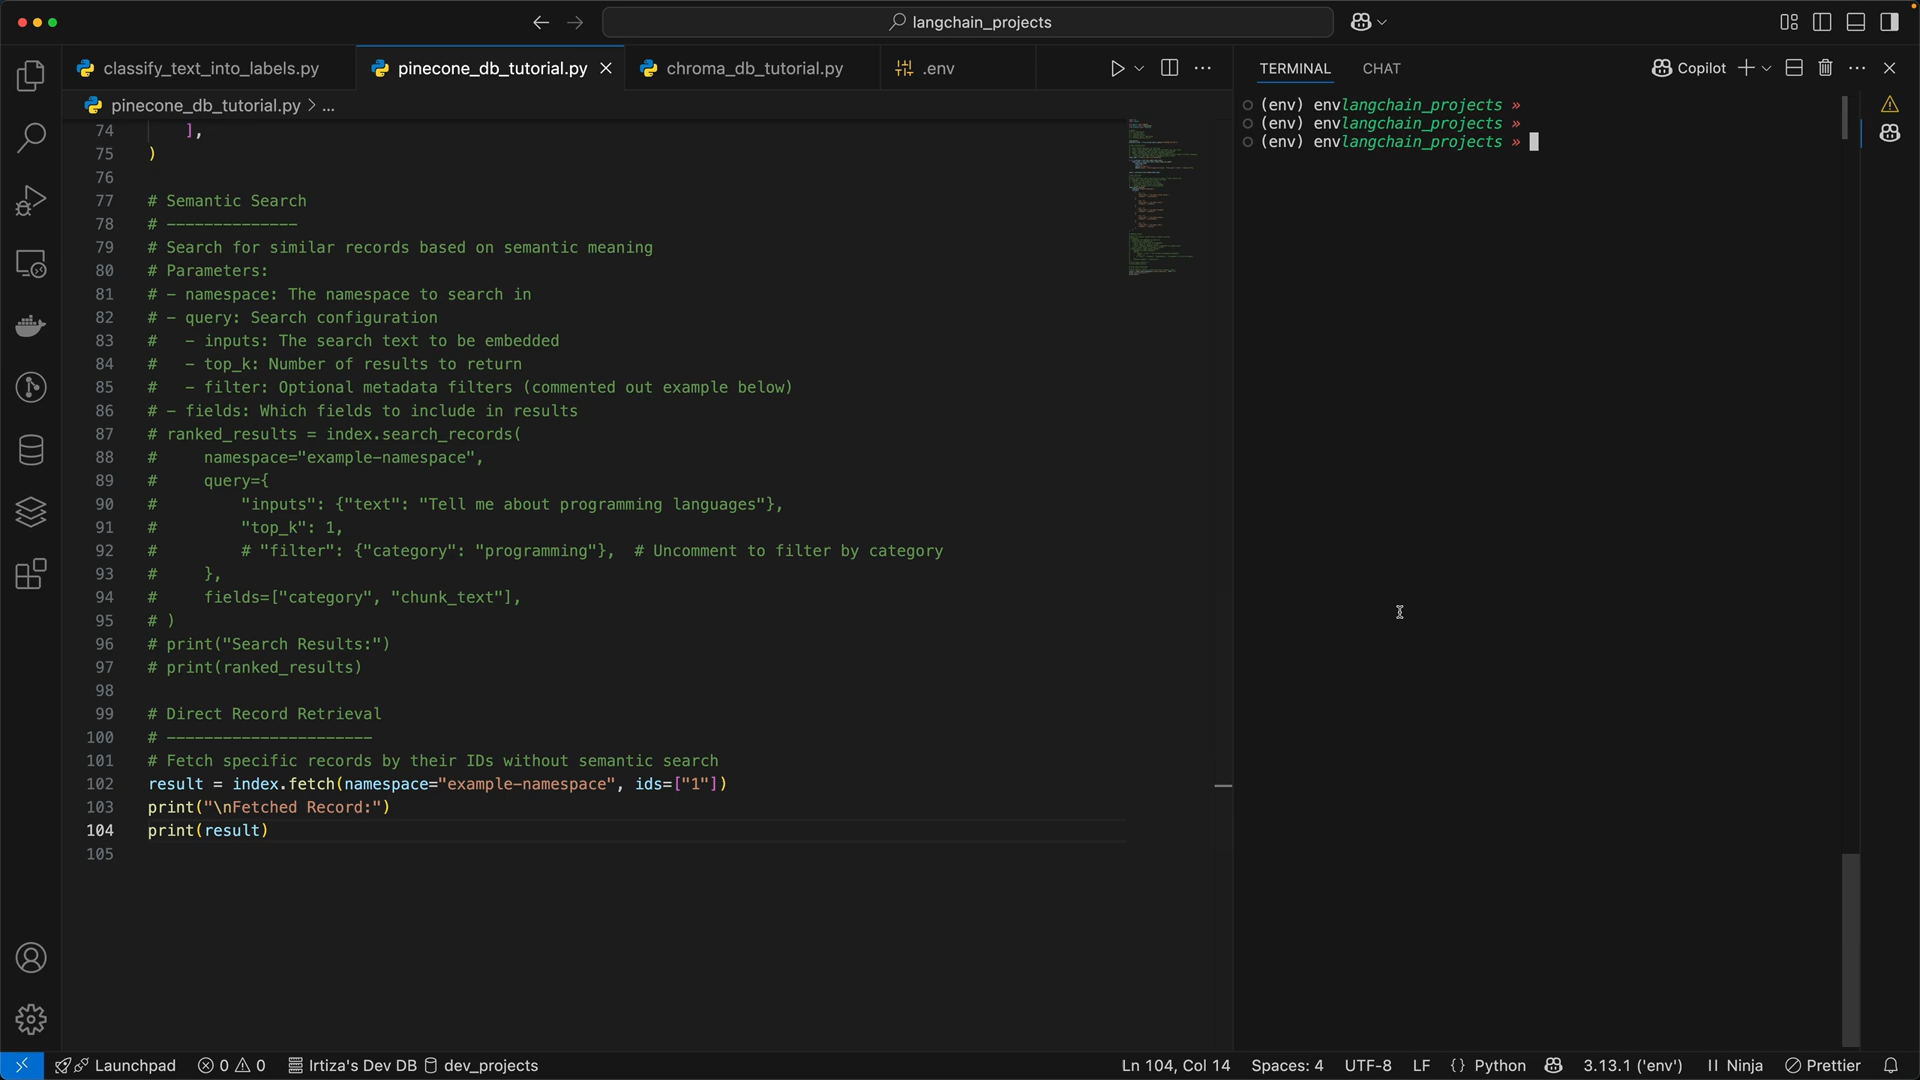 langchain_projects
classify_text_into_labels.py
pinecone_db_tutorial.py
chroma_db_tutorial.py
.env
pinecone_db_tutorial.py > ...
74 ],
75 )
76
77 # Semantic Search
78 # --------------
79 # Search for similar records based on semantic meaning
80 # Parameters:
81 # - namespace: The namespace to search in
82 # - query: Search configuration
83 #   - inputs: The search text to be embedded
84 #   - top_k: Number of results to return
85 #   - filter: Optional metadata filters (commented out example below)
86 # - fields: Which fields to include in results
87 # ranked_results = index.search_records(
88 #     namespace="example-namespace",
89 #     query={
90 #         "inputs": {"text": "Tell me about programming languages"},
91 #         "top_k": 1,
92 #         # "filter": {"category": "programming"},  # Uncomment to filter by category
93 #     },
94 #     fields=["category", "chunk_text"],
95 # )
96 # print("Search Results:")
97 # print(ranked_results)
98
99 # Direct Record Retrieval
100 # ----------------------
101 # Fetch specific records by their IDs without semantic search
102 result = index.fetch(namespace="example-namespace", ids=["1"])
103 print("\nFetched Record:")
104 print(result)
105
TERMINAL
CHAT
Copilot
(env) envlangchain_projects »
(env) envlangchain_projects »
(env) envlangchain_projects »
Launchpad
0 0
Irtiza's Dev DB
dev_projects
Ln 104, Col 14
Spaces: 4
UTF-8
LF
{} Python
3.13.1 ('env')
Ninja
Prettier